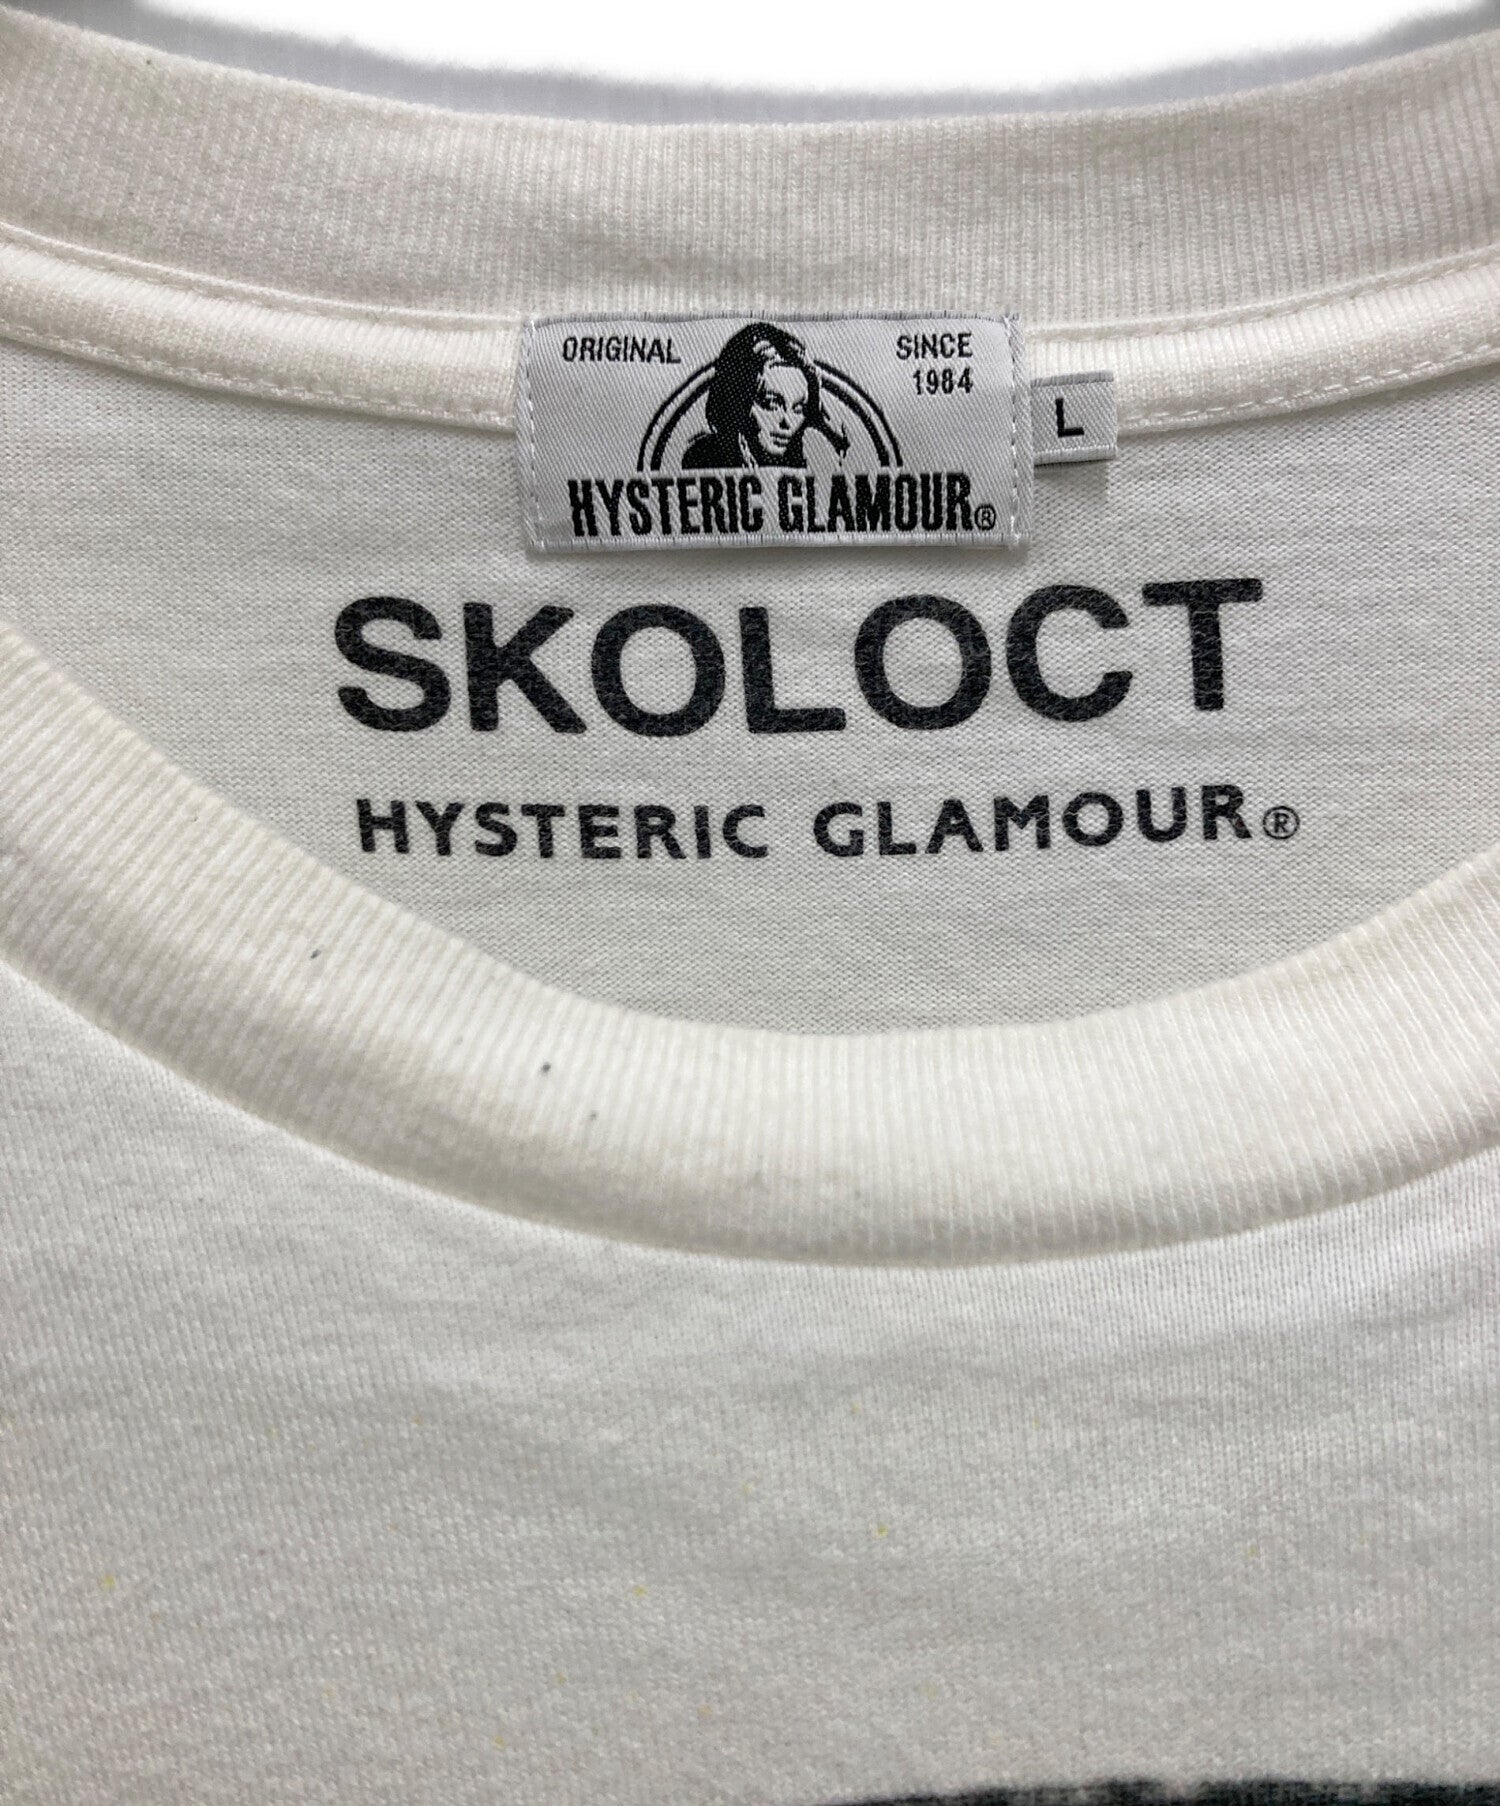 ORIGINAL SINCE
1984
HYSTERIC GLAMOUR®
L
SKOLOCT
HYSTERIC GLAMOUR®